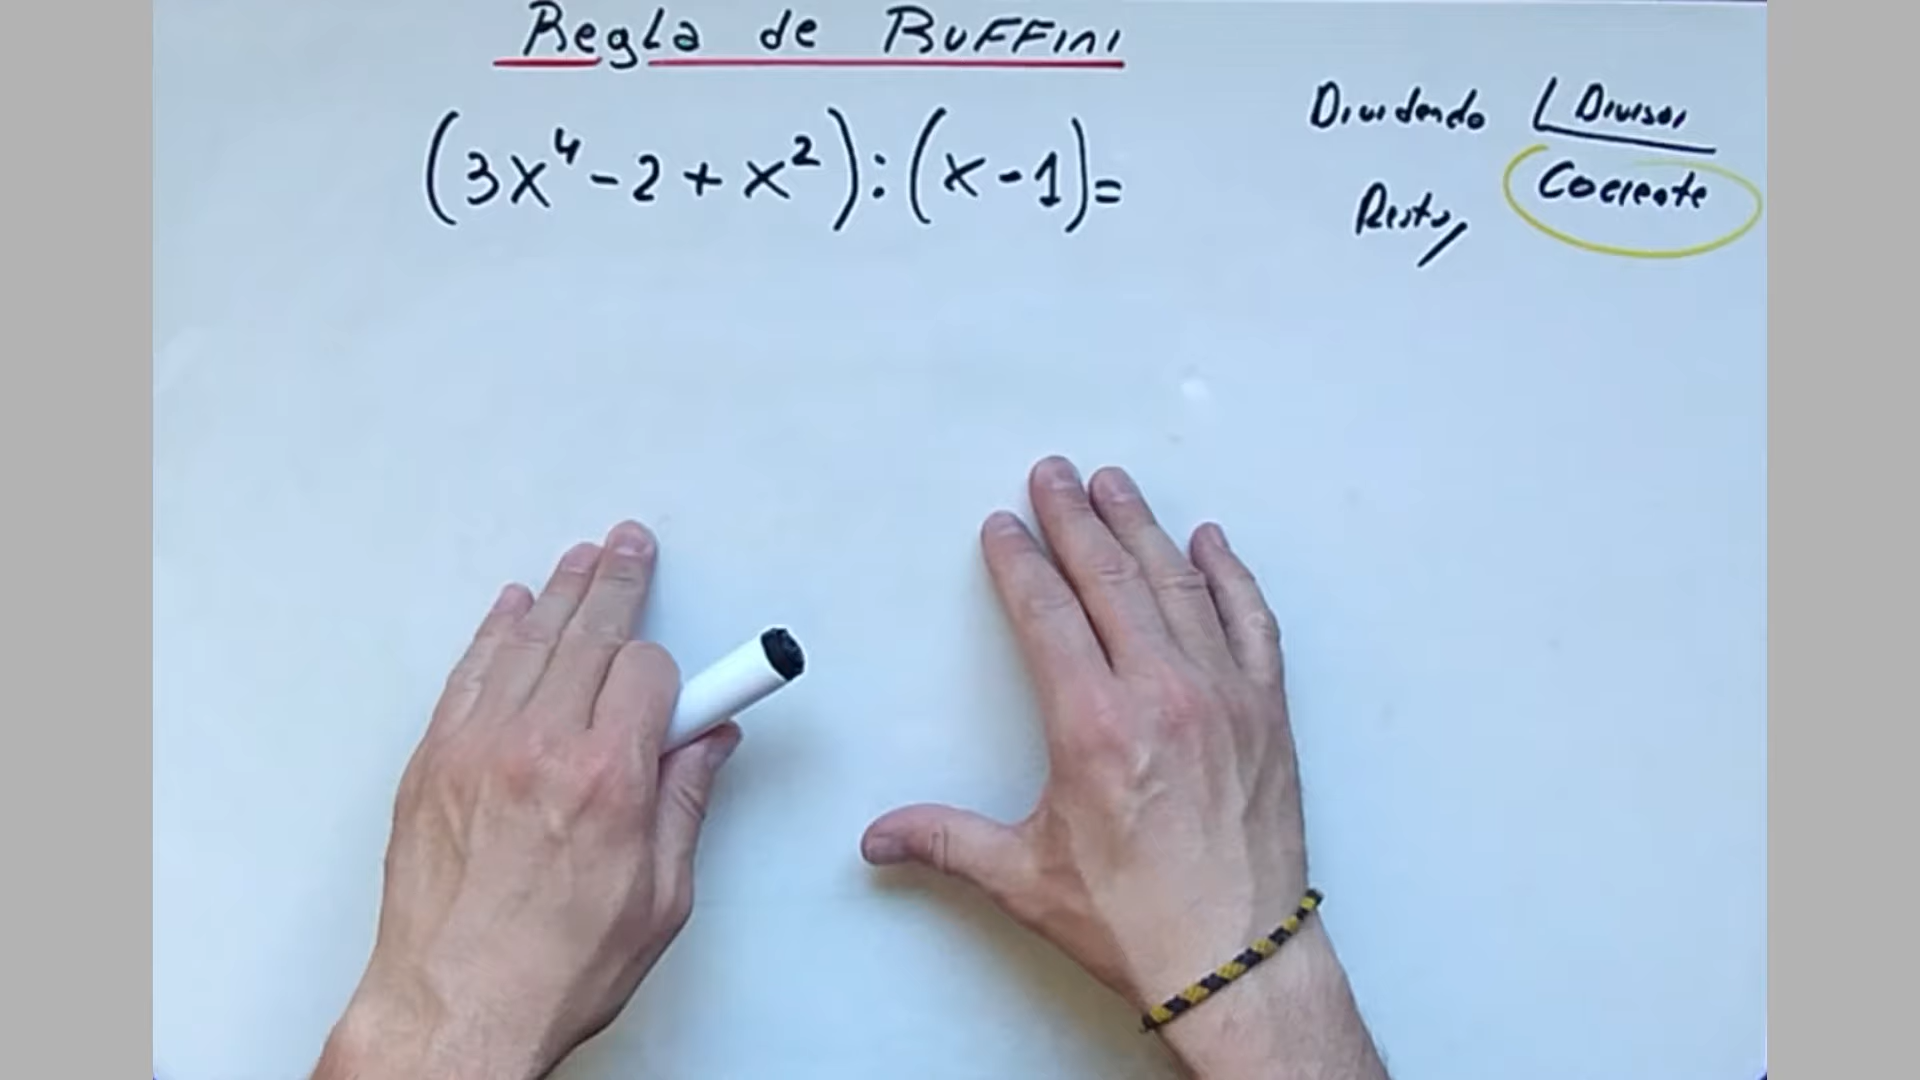 Regla de RUFFini
(3x⁴-2+x²):(x-1)=
Dividendo Divisor
Resto Cociente